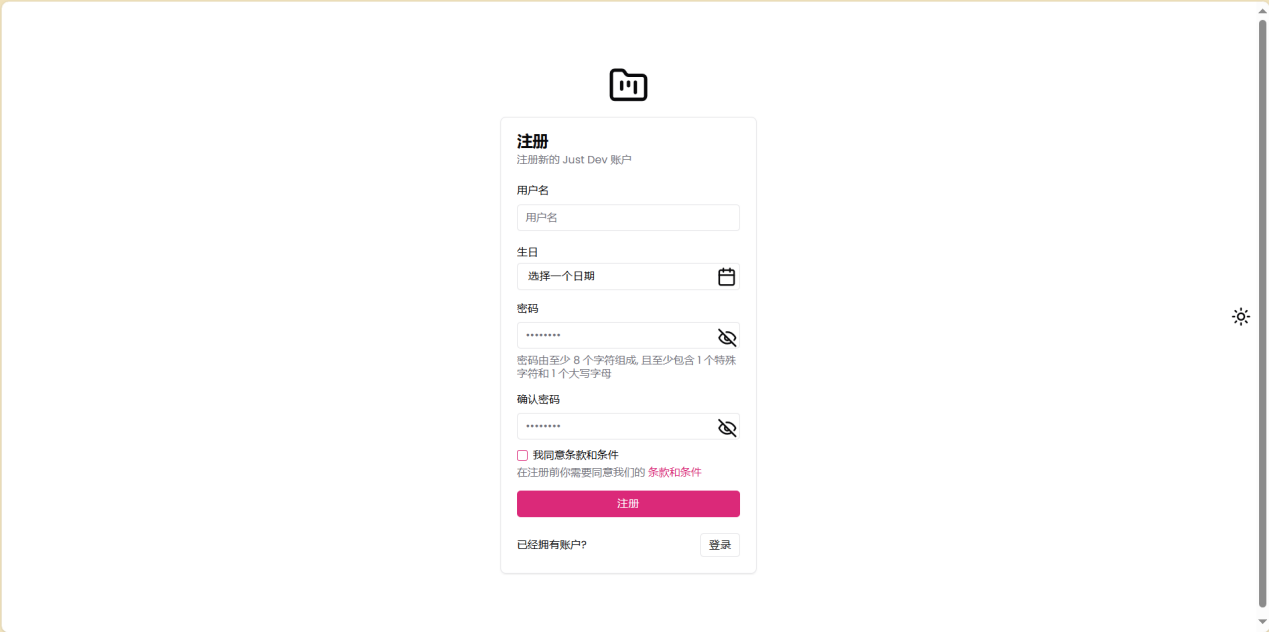 注册
注册新的 Just Dev 账户
用户名
用户名
生日
选择一个日期
密码
********
密码由至少 8 个字符组成, 且至少包含 1 个特殊
字符和 1 个大写字母
确认密码
********
我同意条款和条件
在注册前你需要同意我们的 条款和条件
注册
已经拥有账户?
登录